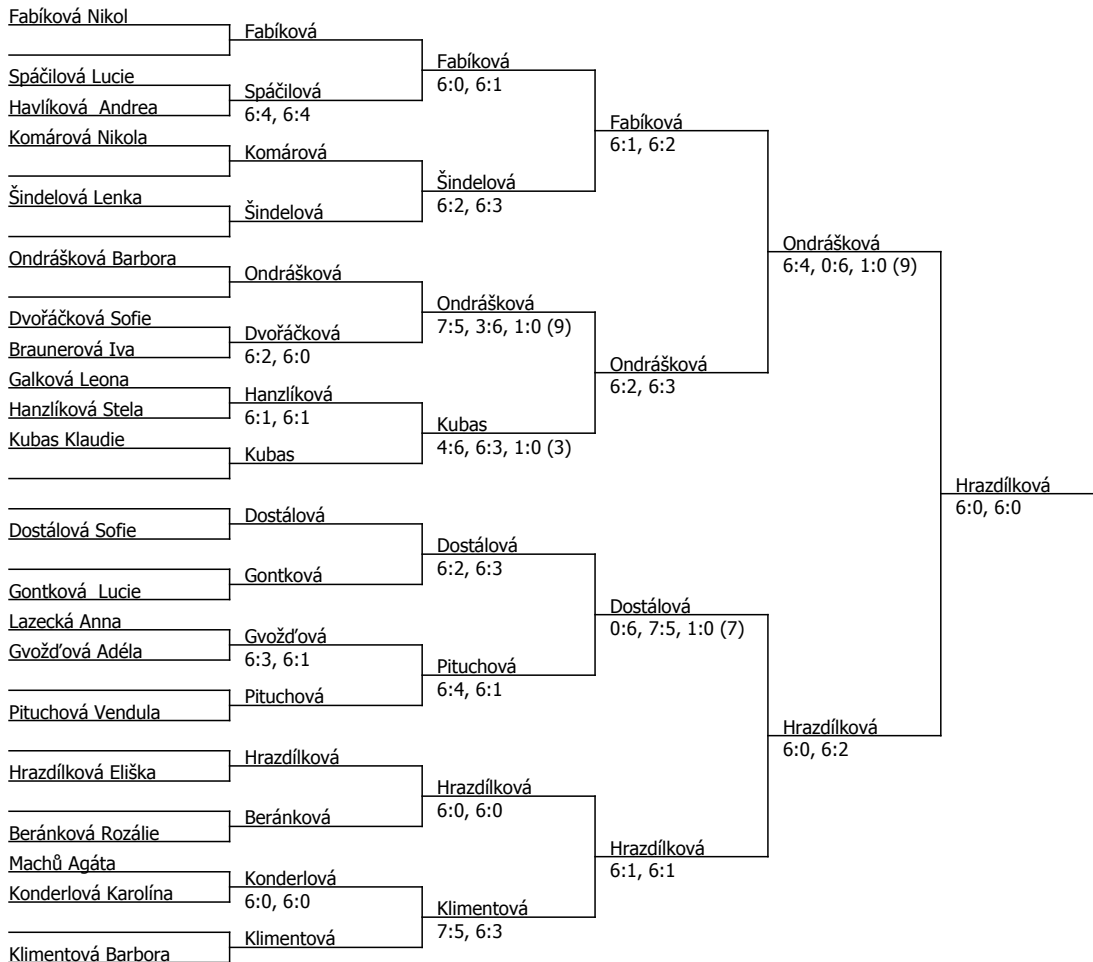 Fabíková Nikol
Spáčilová Lucie
Havlíková  Andrea
Komárová Nikola
Šindelová Lenka
Ondrášková Barbora
Dvořáčková Sofie
Braunerová Iva
Galková Leona
Hanzlíková Stela
Kubas Klaudie
Dostálová Sofie
Gontková  Lucie
Lazecká Anna
Gvožďová Adéla
Pituchová Vendula
Hrazdílková Eliška
Beránková Rozálie
Machů Agáta
Konderlová Karolína
Klimentová Barbora
Fabíková
Spáčilová
6:4, 6:4
Komárová
Šindelová
Ondrášková
Dvořáčková
6:2, 6:0
Hanzlíková
6:1, 6:1
Kubas
Dostálová
Gontková
Gvožďová
6:3, 6:1
Pituchová
Hrazdílková
Beránková
Konderlová
6:0, 6:0
Klimentová
Fabíková
6:0, 6:1
Šindelová
6:2, 6:3
Ondrášková
7:5, 3:6, 1:0 (9)
Kubas
4:6, 6:3, 1:0 (3)
Dostálová
6:2, 6:3
Pituchová
6:4, 6:1
Hrazdílková
6:0, 6:0
Klimentová
7:5, 6:3
Fabíková
6:1, 6:2
Ondrášková
6:2, 6:3
Dostálová
0:6, 7:5, 1:0 (7)
Hrazdílková
6:1, 6:1
Ondrášková
6:4, 0:6, 1:0 (9)
Hrazdílková
6:0, 6:2
Hrazdílková
6:0, 6:0